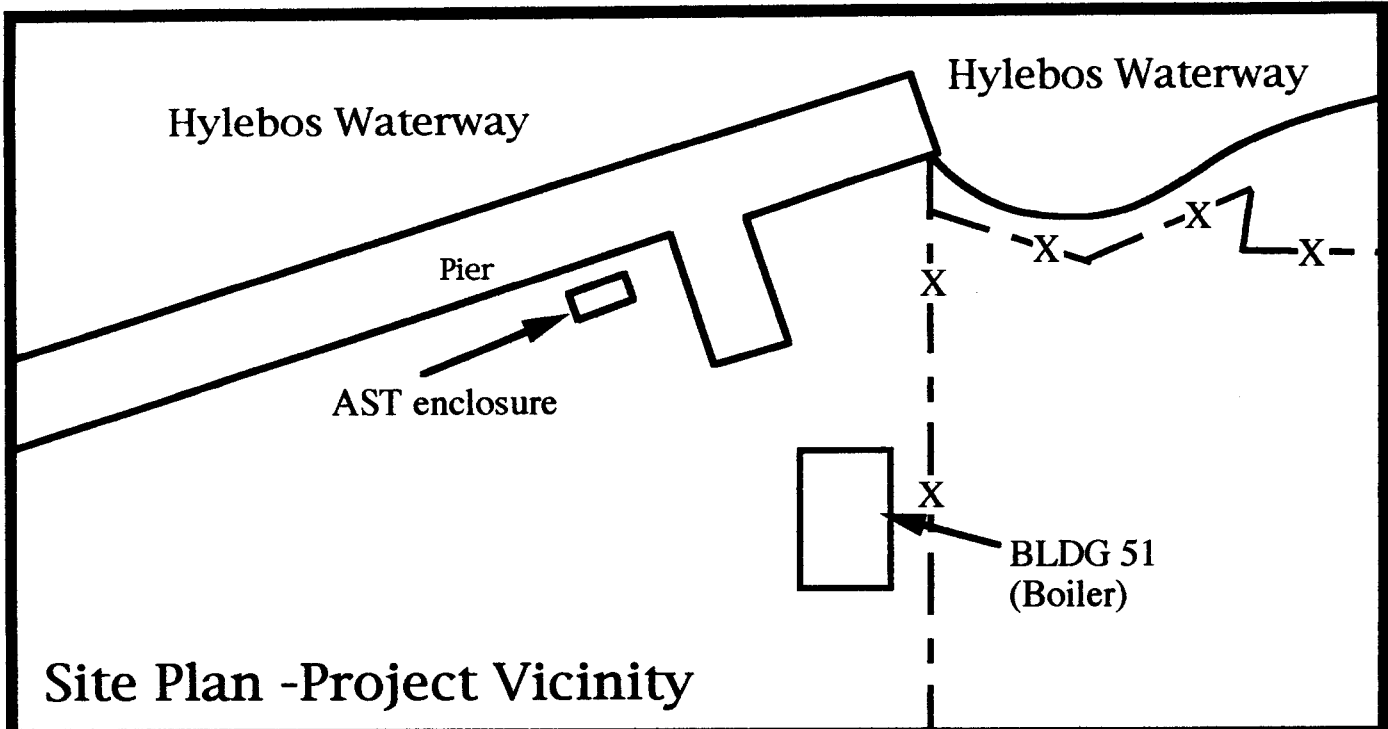 Hylebos Waterway
Hylebos Waterway
Pier
X
X
X
X
AST enclosure
X
BLDG 51
(Boiler)
Site Plan -Project Vicinity